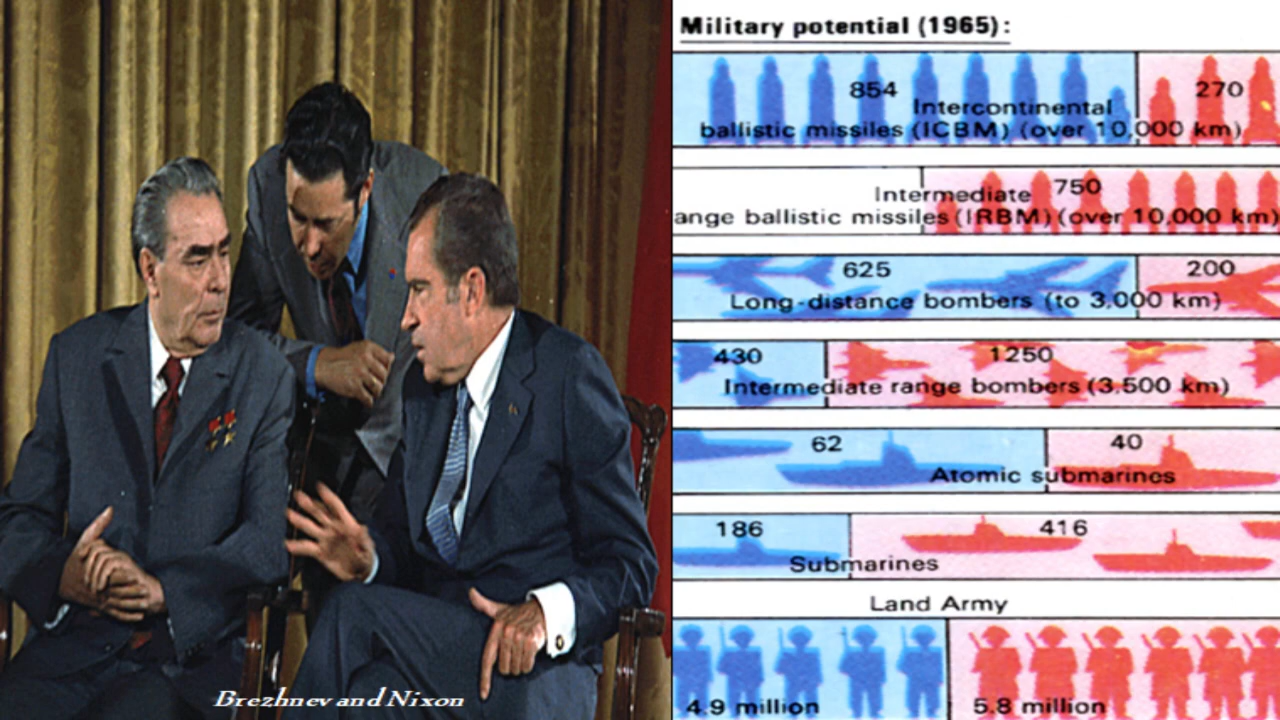 Brezhnev and Nixon
Military potential (1965):
854
270
Intercontinental
ballistic missiles (ICBM) (over 10,000 km)
Intermediate 750
ange ballistic missiles (IRBM) (over 10,000 km)
625
200
Long-distance bombers (to 3,000 km)
430
1250
Intermediate range bombers (3,500 km)
62
40
Atomic submarines
186
416
Submarines
Land Army
4.9 million
5.8 million